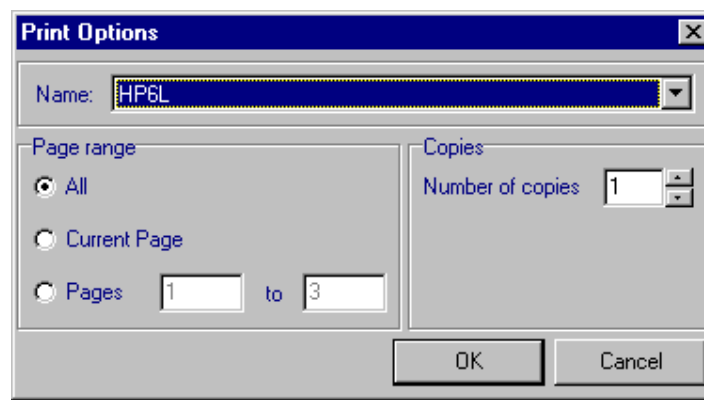 Print Options
Name: HP6L
Page range
All
Current Page
Pages 1 to 3
Copies
Number of copies 1
OK Cancel